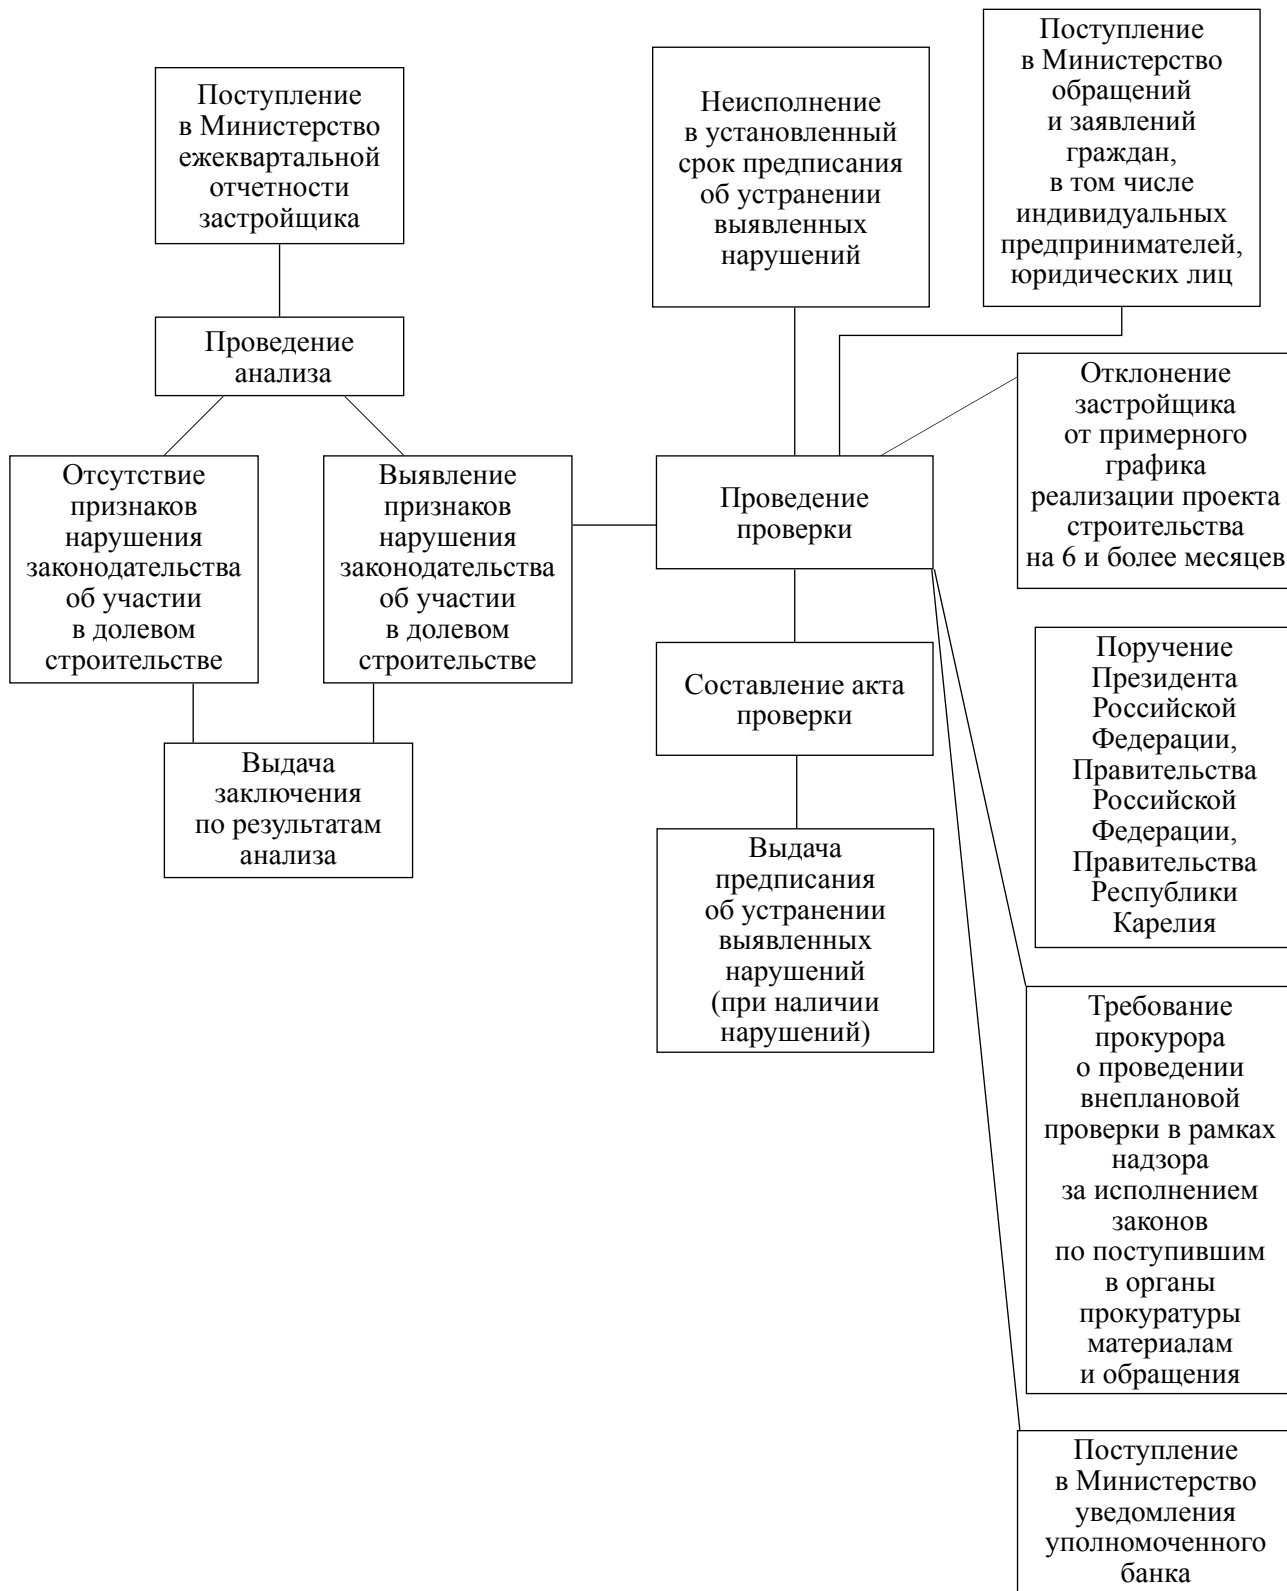 Поступление
в Министерство
ежеквартальной
отчетности
застройщика
Неисполнение
в установленный
срок предписания
об устранении
выявленных
нарушений
Поступление
в Министерство
обращений
и заявлений
граждан,
в том числе
индивидуальных
предпринимателей,
юридических лиц
Проведение
анализа
Отклонение
застройщика
от примерного
графика
реализации проекта
строительства
на 6 и более месяцев
Отсутствие
признаков
нарушения
законодательства
об участии
в долевом
строительстве
Выявление
признаков
нарушения
законодательства
об участии
в долевом
строительстве
Проведение
проверки
Поручение
Президента
Российской
Федерации,
Правительства
Российской
Федерации,
Правительства
Республики
Карелия
Составление акта
проверки
Выдача
заключения
по результатам
анализа
Выдача
предписания
об устранении
выявленных
нарушений
(при наличии
нарушений)
Требование
прокурора
о проведении
внеплановой
проверки в рамках
надзора
за исполнением
законов
по поступившим
в органы
прокуратуры
материалам
и обращения
Поступление
в Министерство
уведомления
уполномоченного
банка